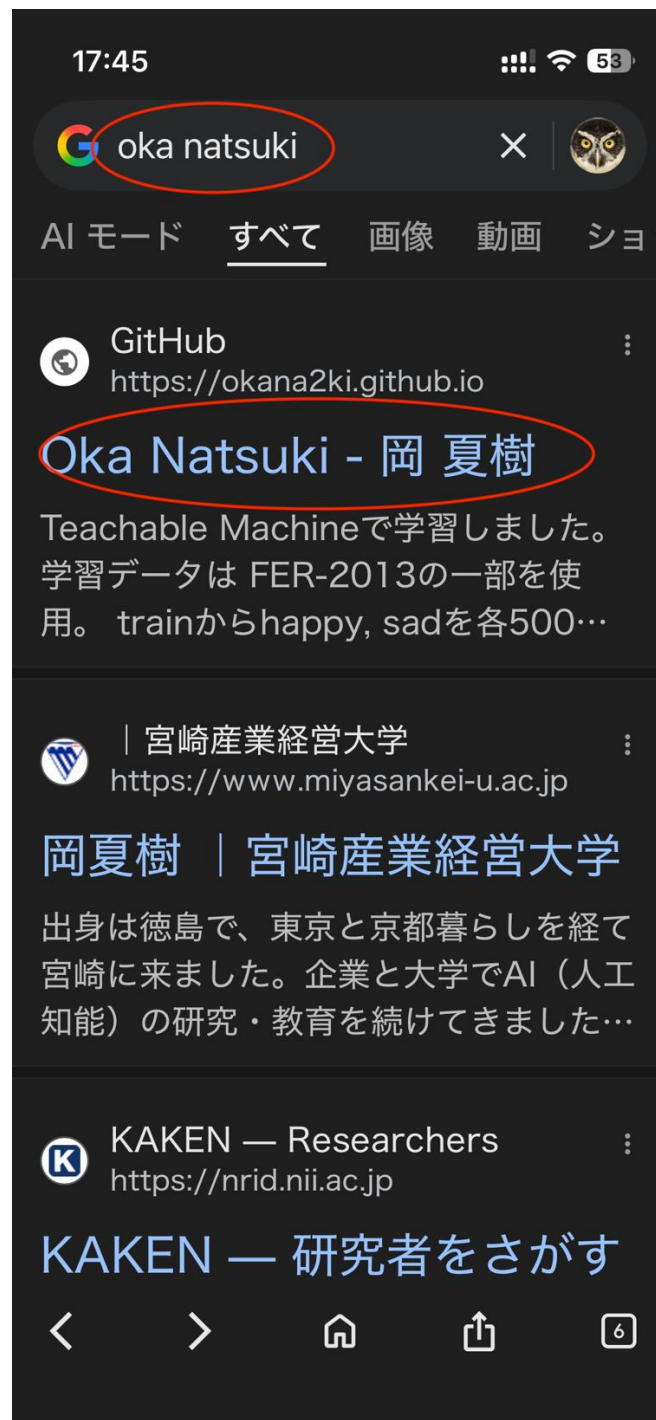 17:45
53
oka natsuki
AI モード すべて 画像 動画 ショ
GitHub
https://okana2ki.github.io
Oka Natsuki - 岡 夏樹
Teachable Machineで学習しました。
学習データは FER-2013の一部を使
用。 trainからhappy, sadを各500…
｜宮崎産業経営大学
https://www.miyasankei-u.ac.jp
岡夏樹 ｜宮崎産業経営大学
出身は徳島で、東京と京都暮らしを経て
宮崎に来ました。企業と大学でAI（人工
知能）の研究・教育を続けてきました…
K
KAKEN — Researchers
https://nrid.nii.ac.jp
KAKEN — 研究者をさがす
6